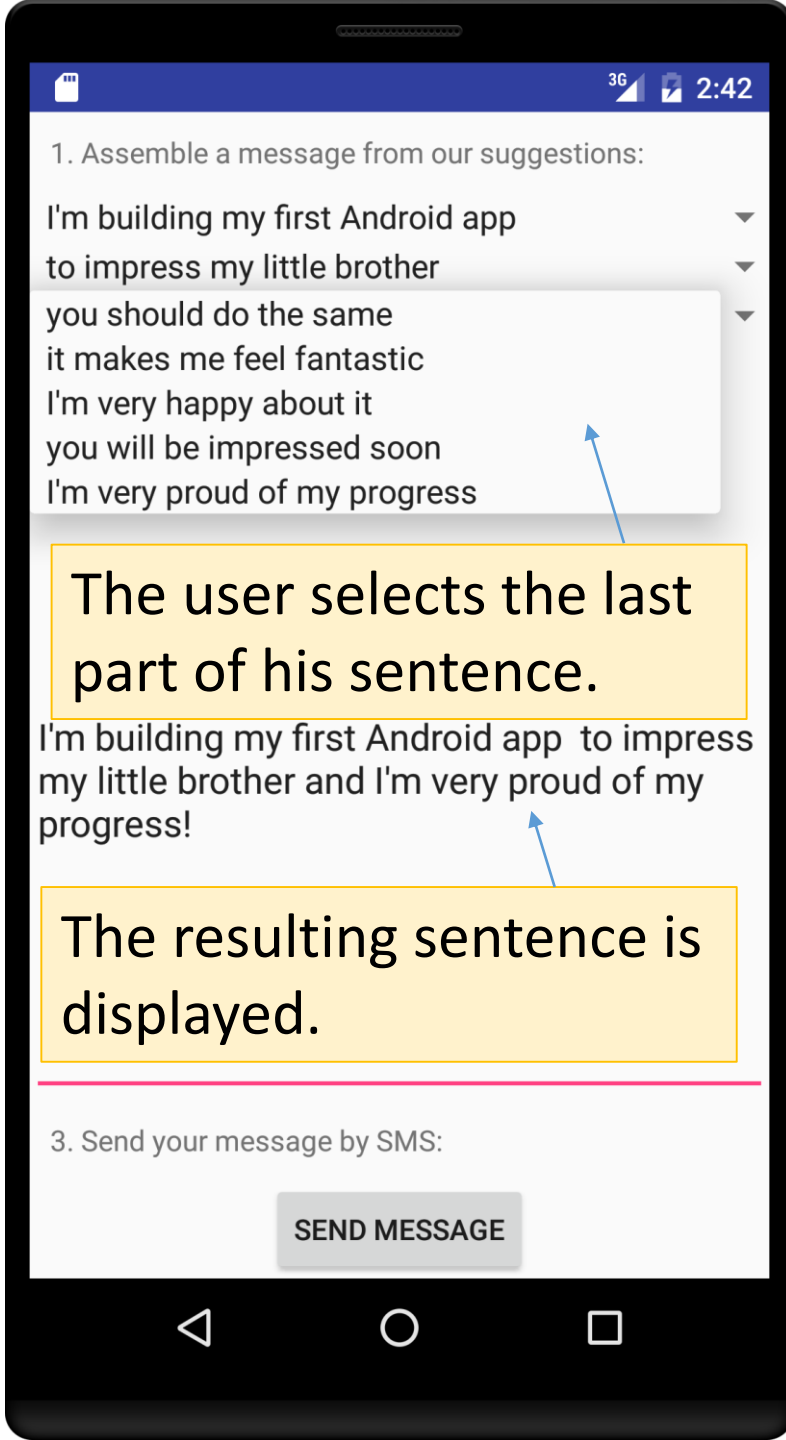 3G 2:42
1. Assemble a message from our suggestions:
I'm building my first Android app
to impress my little brother
you should do the same
it makes me feel fantastic
I'm very happy about it
you will be impressed soon
I'm very proud of my progress
The user selects the last
part of his sentence.
I'm building my first Android app  to impress
my little brother and I'm very proud of my
progress!
The resulting sentence is
displayed.
3. Send your message by SMS:
SEND MESSAGE